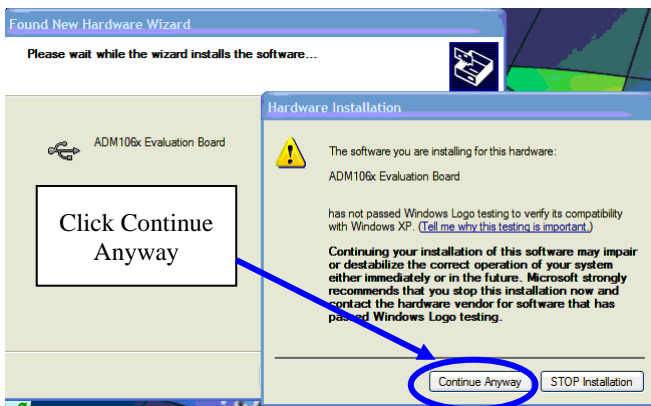 Found New Hardware Wizard
Please wait while the wizard installs the software...
ADM106x Evaluation Board
Click Continue
Anyway
Hardware Installation
The software you are installing for this hardware:
ADM106x Evaluation Board
has not passed Windows Logo testing to verify its compatibility
with Windows XP. (Tell me why this testing is important.)
Continuing your installation of this software may impair
or destabilize the correct operation of your system
either immediately or in the future. Microsoft strongly
recommends that you stop this installation now and
contact the hardware vendor for software that has
passed Windows Logo testing.
Continue Anyway
STOP Installation